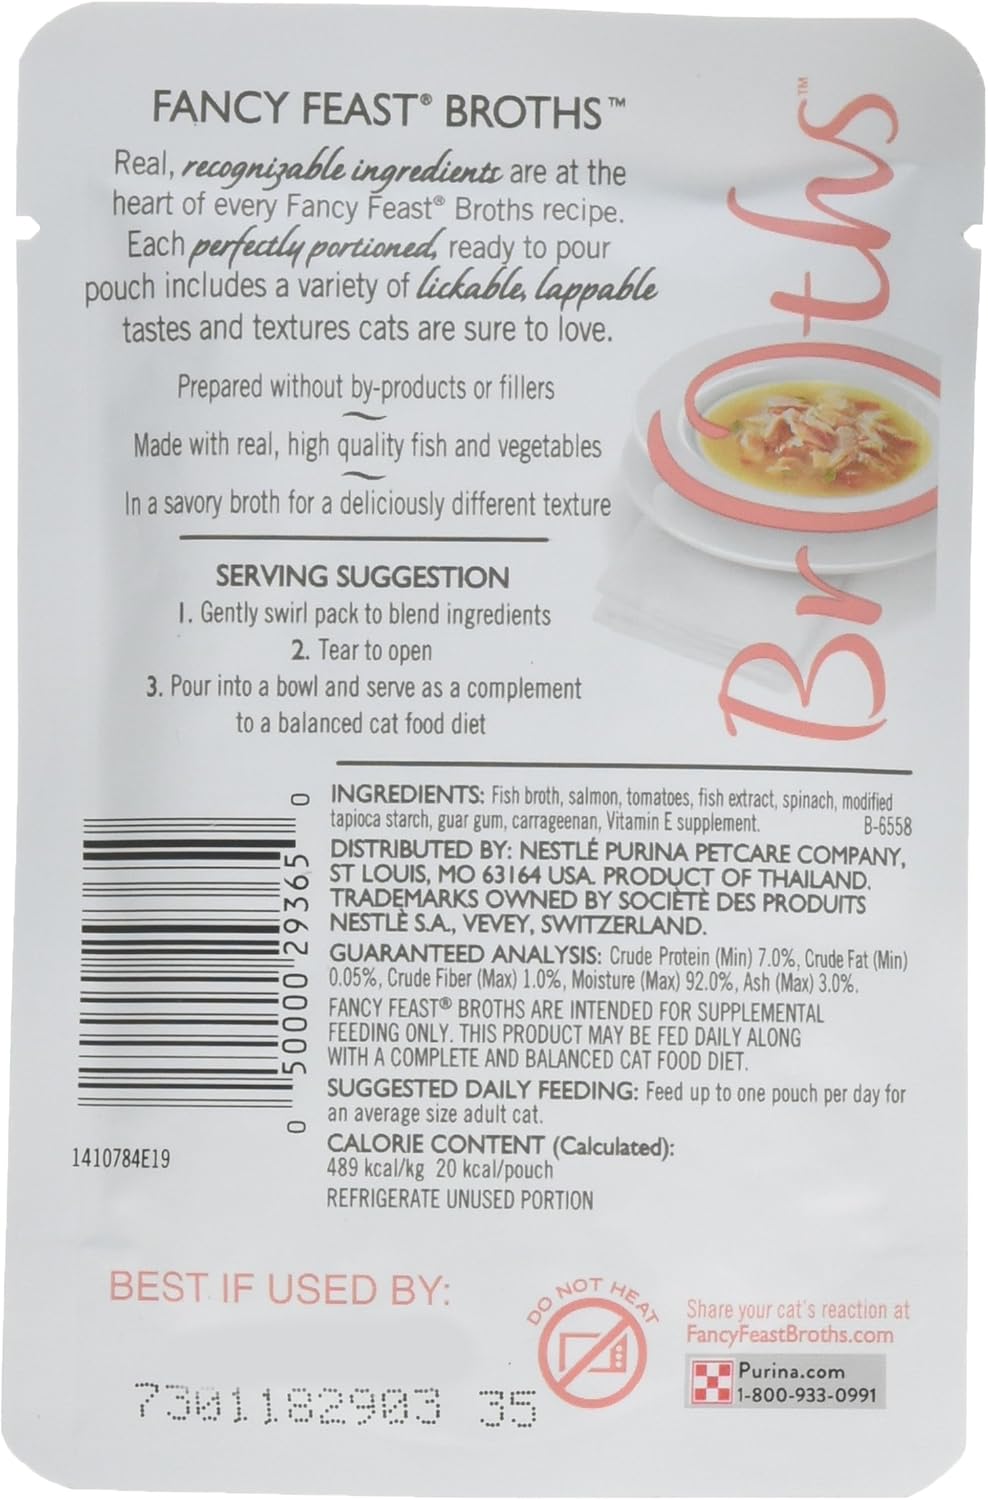 FANCY FEAST® BROTHS™
Real, recognizable ingredients are at the
heart of every Fancy Feast® Broths recipe.
Each perfectly portioned, ready to pour
pouch includes a variety of lickable, lappable
tastes and textures cats are sure to love.
Prepared without by-products or fillers
Made with real, high quality fish and vegetables
In a savory broth for a deliciously different texture
SERVING SUGGESTION
1. Gently swirl pack to blend ingredients
2. Tear to open
3. Pour into a bowl and serve as a complement
to a balanced cat food diet
Broths™
INGREDIENTS: Fish broth, salmon, tomatoes, fish extract, spinach, modified
tapioca starch, guar gum, carrageenan, Vitamin E supplement. B-6558
DISTRIBUTED BY: NESTLÉ PURINA PETCARE COMPANY,
ST LOUIS, MO 63164 USA. PRODUCT OF THAILAND.
TRADEMARKS OWNED BY SOCIÈTÈ DES PRODUITS
NESTLÈ S.A., VEVEY, SWITZERLAND.
GUARANTEED ANALYSIS: Crude Protein (Min) 7.0%, Crude Fat (Min)
0.05%, Crude Fiber (Max) 1.0%, Moisture (Max) 92.0%, Ash (Max) 3.0%.
FANCY FEAST® BROTHS ARE INTENDED FOR SUPPLEMENTAL
FEEDING ONLY. THIS PRODUCT MAY BE FED DAILY ALONG
WITH A COMPLETE AND BALANCED CAT FOOD DIET.
SUGGESTED DAILY FEEDING: Feed up to one pouch per day for
an average size adult cat.
CALORIE CONTENT (Calculated):
489 kcal/kg 20 kcal/pouch
REFRIGERATE UNUSED PORTION
0 50000 29365 0
1410784E19
BEST IF USED BY:
7301182903 35
DO NOT HEAT
Share your cat's reaction at
FancyFeastBroths.com
Purina.com
1-800-933-0991